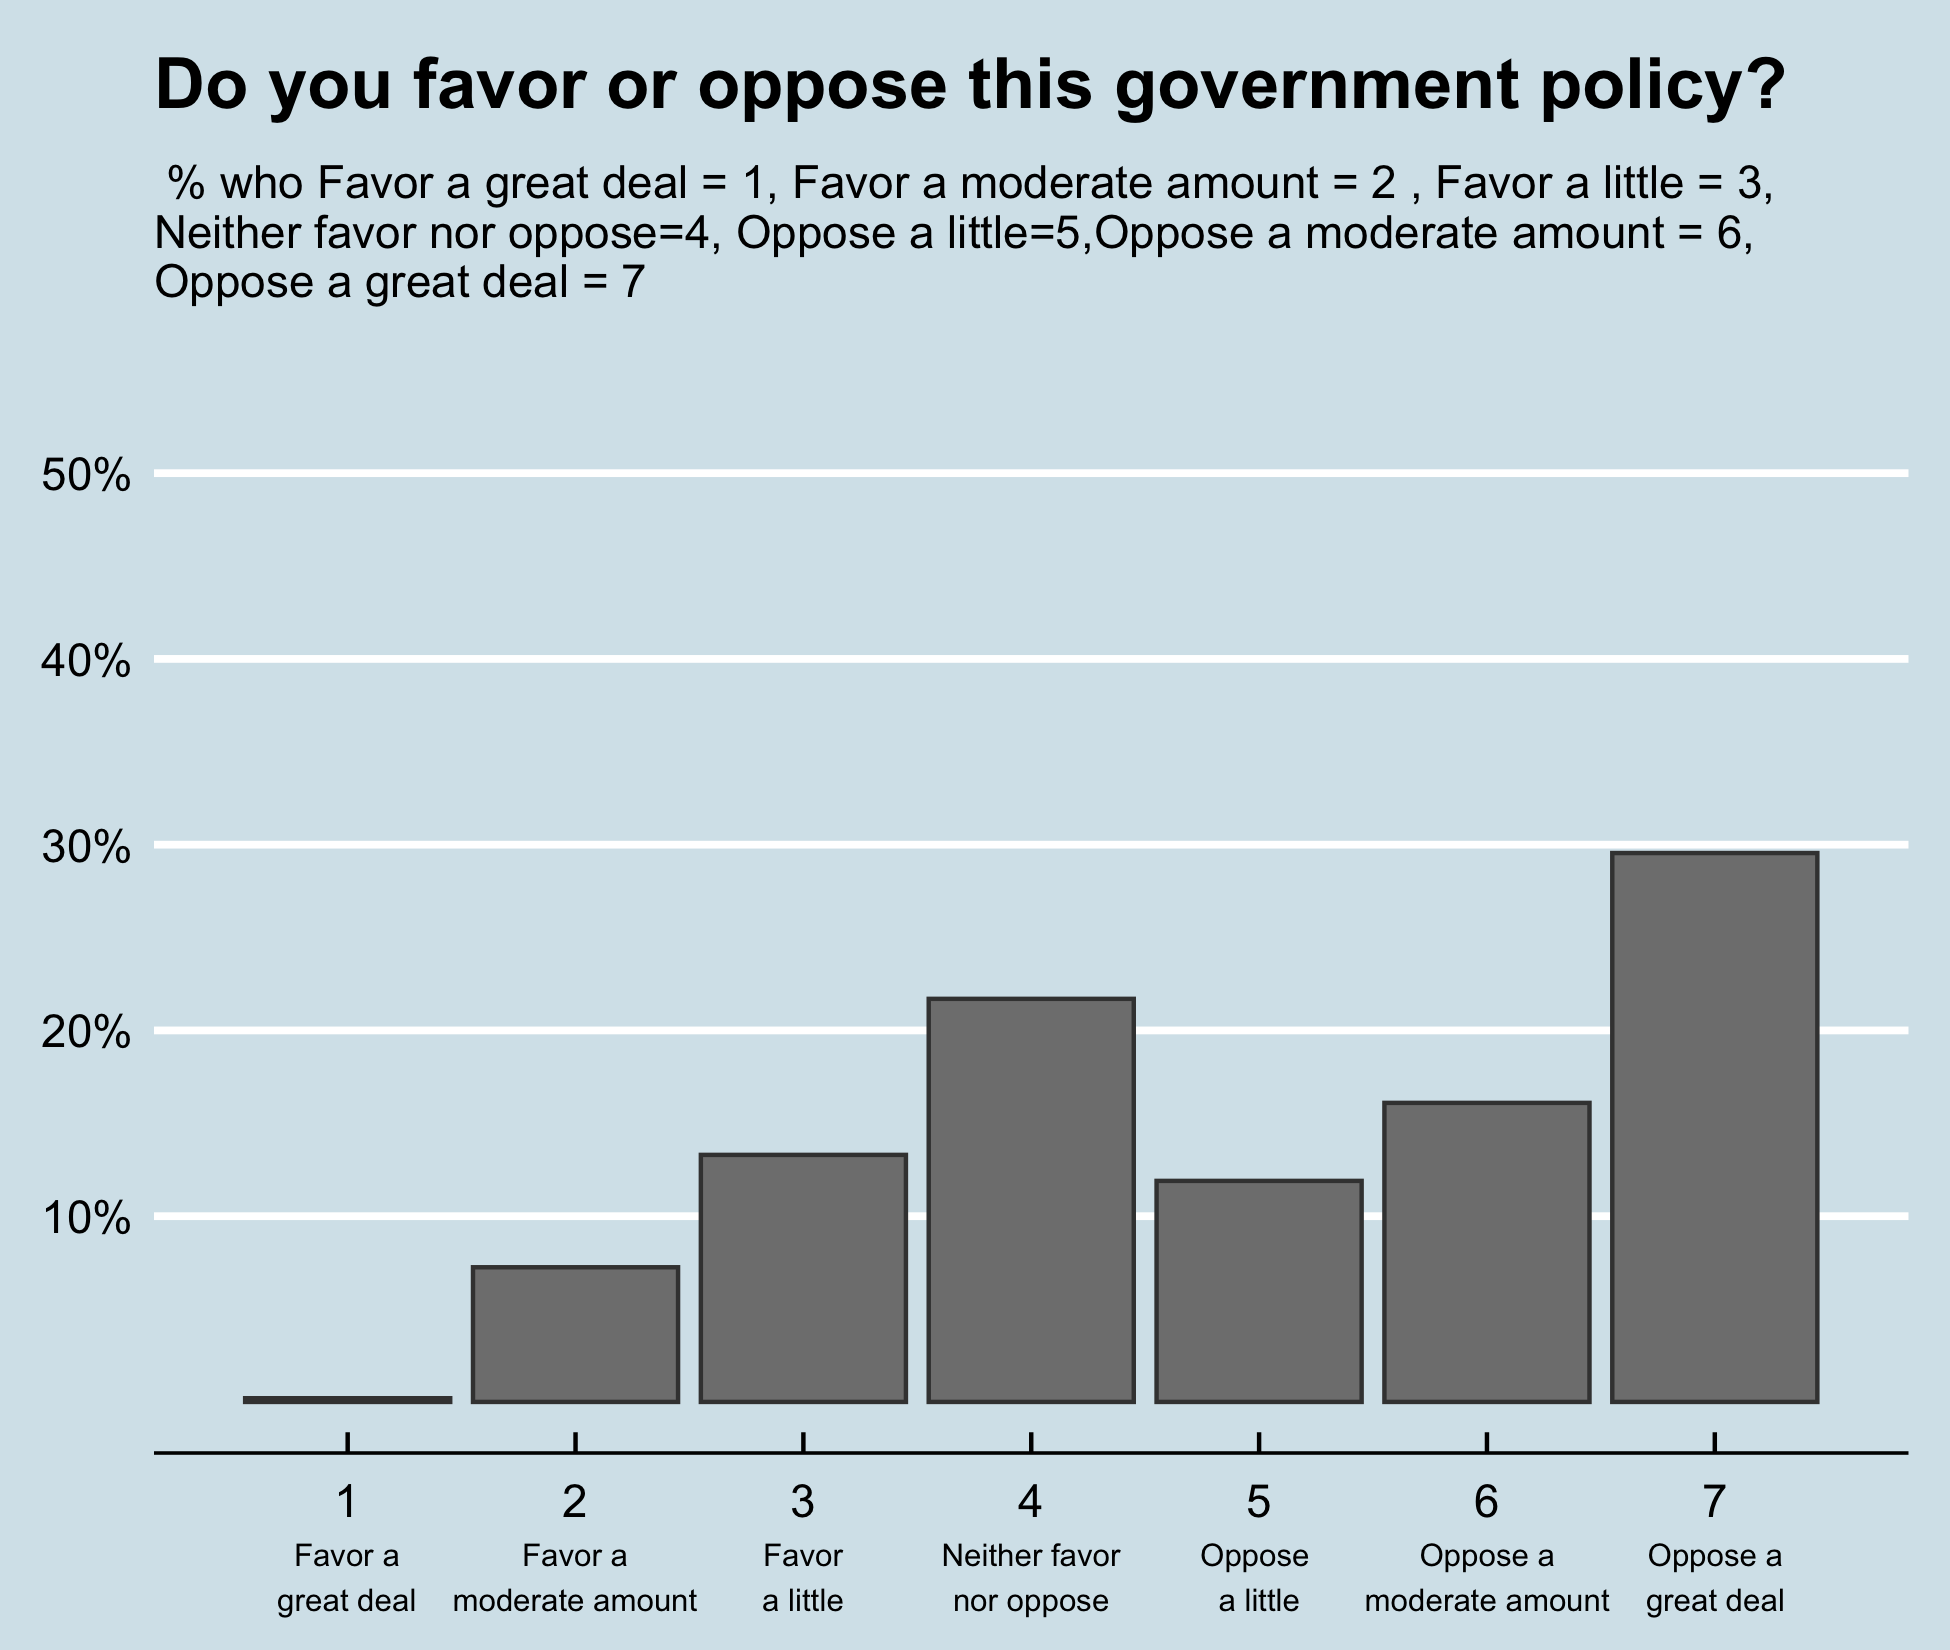 Do you favor or oppose this government policy?
% who Favor a great deal = 1, Favor a moderate amount = 2 , Favor a little = 3,
Neither favor nor oppose=4, Oppose a little=5,Oppose a moderate amount = 6,
Oppose a great deal = 7
50%
40%
30%
20%
10%
1 2 3 4 5 6 7
Favor a Favor a Favor Neither favor Oppose Oppose a Oppose a
great deal moderate amount a little nor oppose a little moderate amount great deal